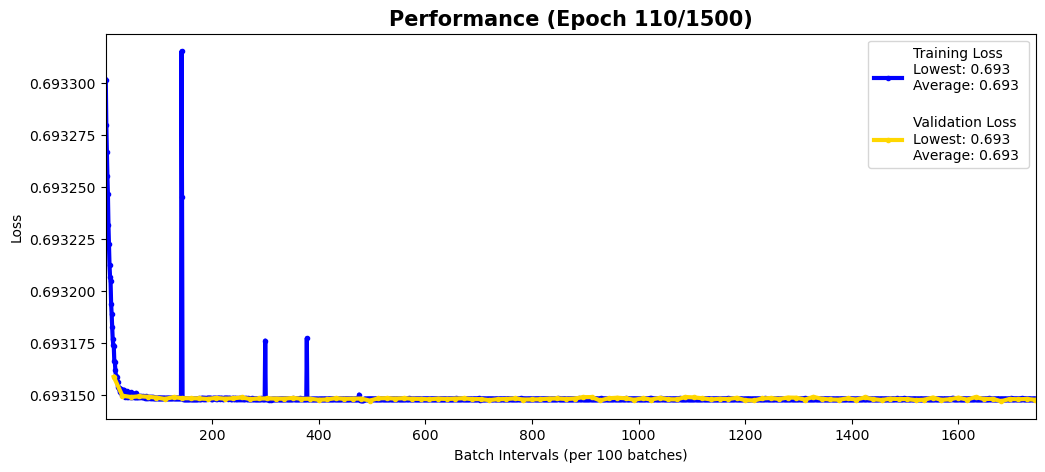 Performance (Epoch 110/1500)
Training Loss
Lowest: 0.693
Average: 0.693
Validation Loss
Lowest: 0.693
Average: 0.693
Loss
0.693300
0.693275
0.693250
0.693225
0.693200
0.693175
0.693150
200 400 600 800 1000 1200 1400 1600
Batch Intervals (per 100 batches)